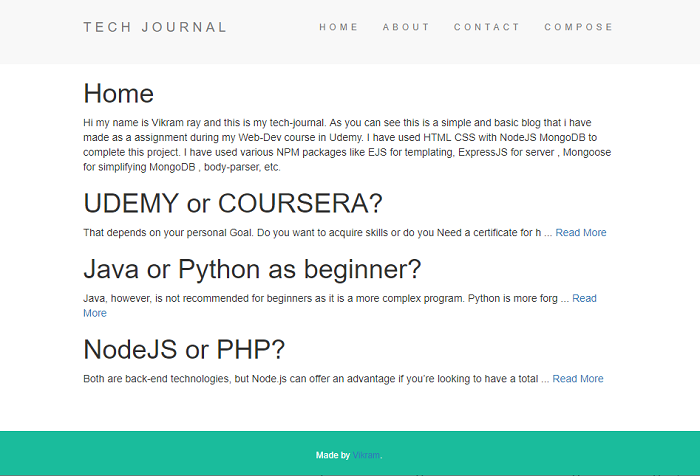 TECH JOURNAL
HOME ABOUT CONTACT COMPOSE
Home
Hi my name is Vikram ray and this is my tech-journal. As you can see this is a simple and basic blog that i have
made as a assignment during my Web-Dev course in Udemy. I have used HTML CSS with NodeJS MongoDB to
complete this project. I have used various NPM packages like EJS for templating, ExpressJS for server , Mongoose
for simplifying MongoDB , body-parser, etc.
UDEMY or COURSERA?
That depends on your personal Goal. Do you want to acquire skills or do you Need a certificate for h ... Read More
Java or Python as beginner?
Java, however, is not recommended for beginners as it is a more complex program. Python is more forg ... Read
More
NodeJS or PHP?
Both are back-end technologies, but Node.js can offer an advantage if you’re looking to have a total ... Read More
Made by Vikram.